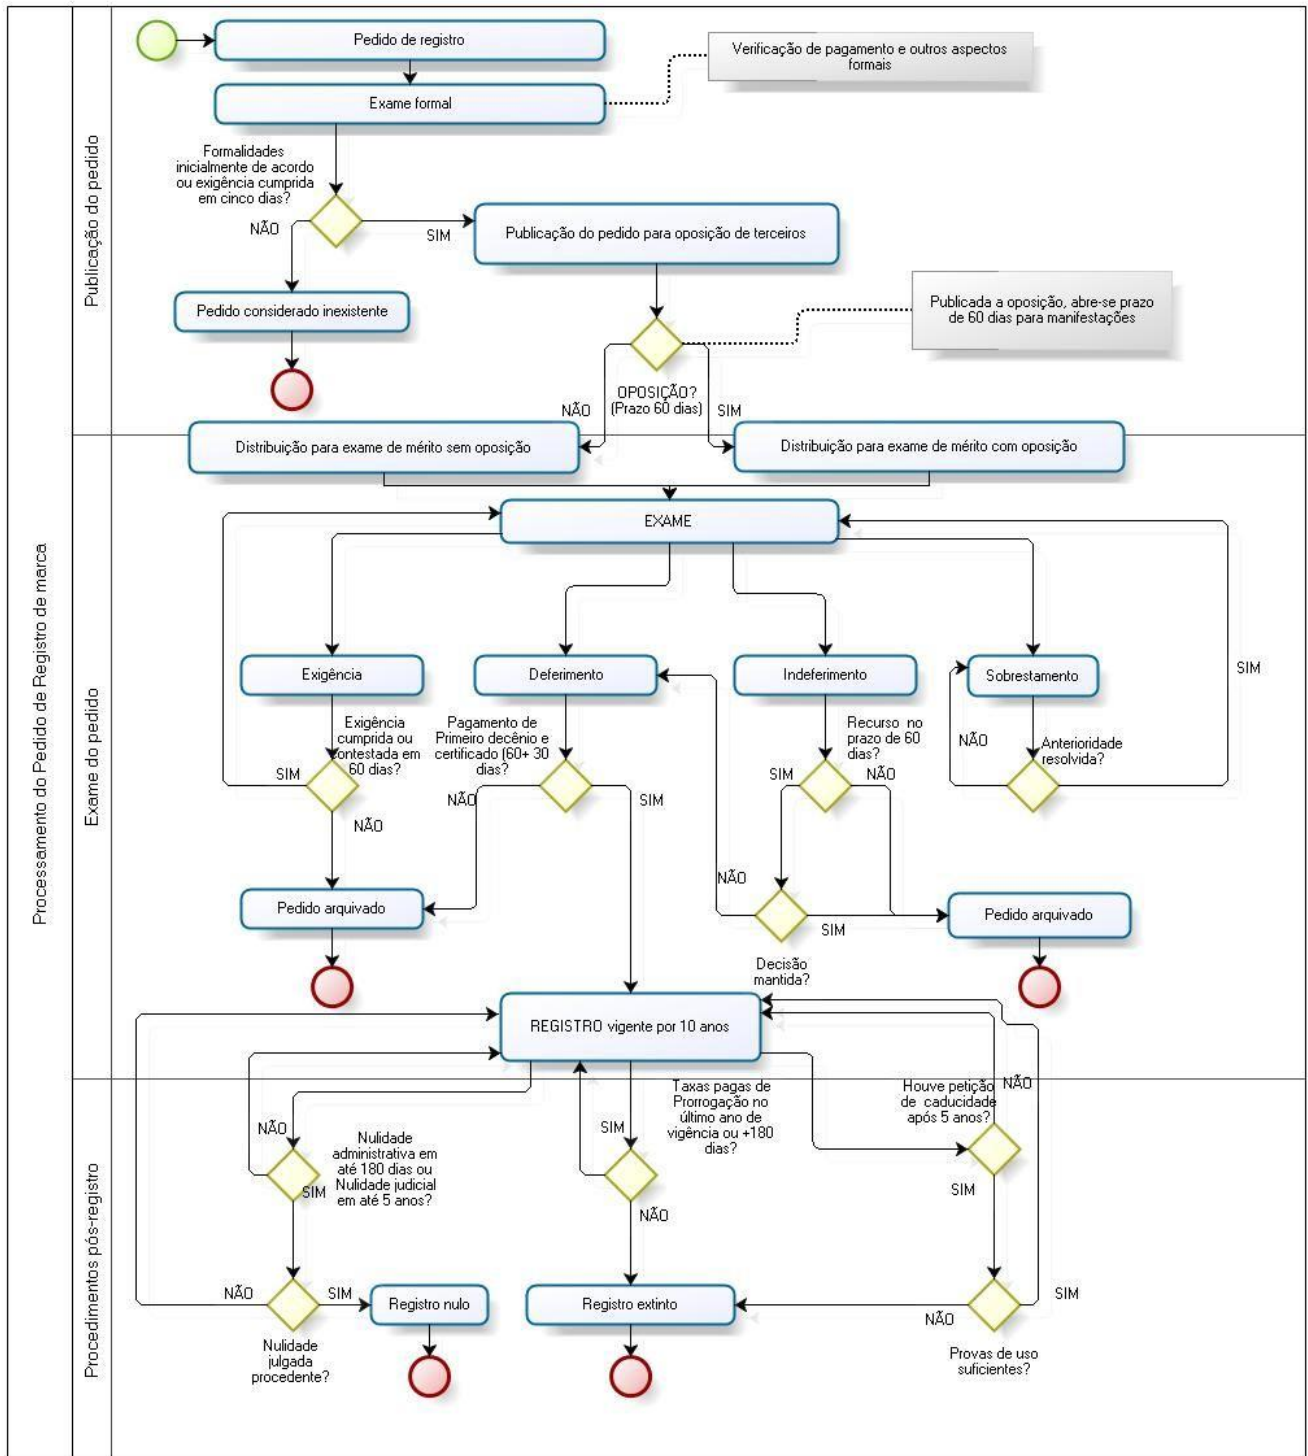 Processamento do Pedido de Registro de marca
Publicação do pedido
Pedido de registro
Verificação de pagamento e outros aspectos
formais
Exame formal
Formalidades
inicialmente de acordo
ou exigência cumprida
em cinco dias?
NÃO
SIM
Publicação do pedido para oposição de terceiros
Pedido considerado inexistente
Publicada a oposição, abre-se prazo
de 60 dias para manifestações
OPOSIÇÃO?
(Prazo 60 dias)
NÃO
SIM
Exame do pedido
Distribuição para exame de mérito sem oposição
Distribuição para exame de mérito com oposição
EXAME
Exigência
Deferimento
Indeferimento
Sobrestamento
SIM
Exigência
cumprida ou
contestada em
60 dias?
SIM
NÃO
Pagamento de
Primeiro decênio e
certificado (60+ 30
dias?
NÃO
SIM
Recurso no
prazo de 60
dias?
SIM
NÃO
NÃO
Anterioridade
resolvida?
Pedido arquivado
NÃO
SIM
Decisão
mantida?
Pedido arquivado
REGISTRO vigente por 10 anos
Procedimentos pós-registro
NÃO
Nulidade
administrativa em
até 180 dias ou
Nulidade judicial
em até 5 anos?
SIM
Taxas pagas de
Prorrogação no
último ano de
vigência ou +180
dias?
SIM
NÃO
Houve petição
de caducidade
após 5 anos?
NÃO
SIM
NÃO
SIM
Nulidade
julgada
procedente?
Registro nulo
Registro extinto
NÃO
SIM
Provas de uso
suficientes?